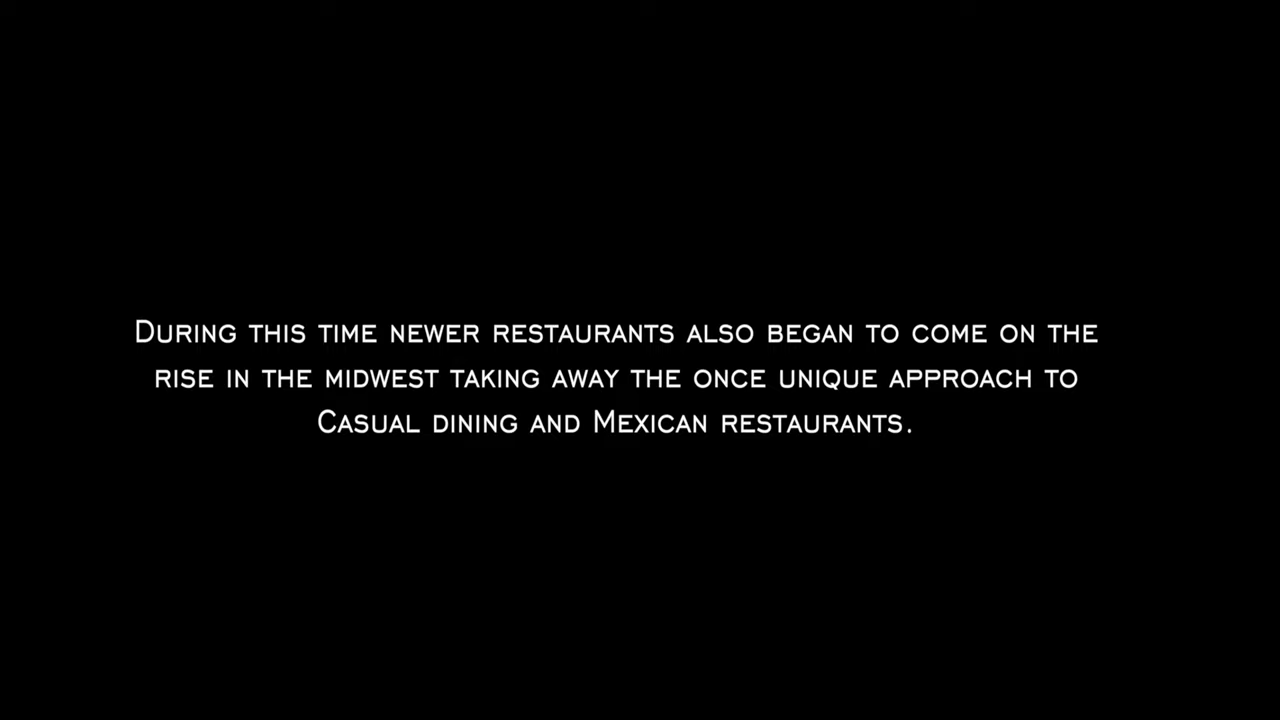 During this time newer restaurants also began to come on the
rise in the midwest taking away the once unique approach to
Casual dining and Mexican restaurants.